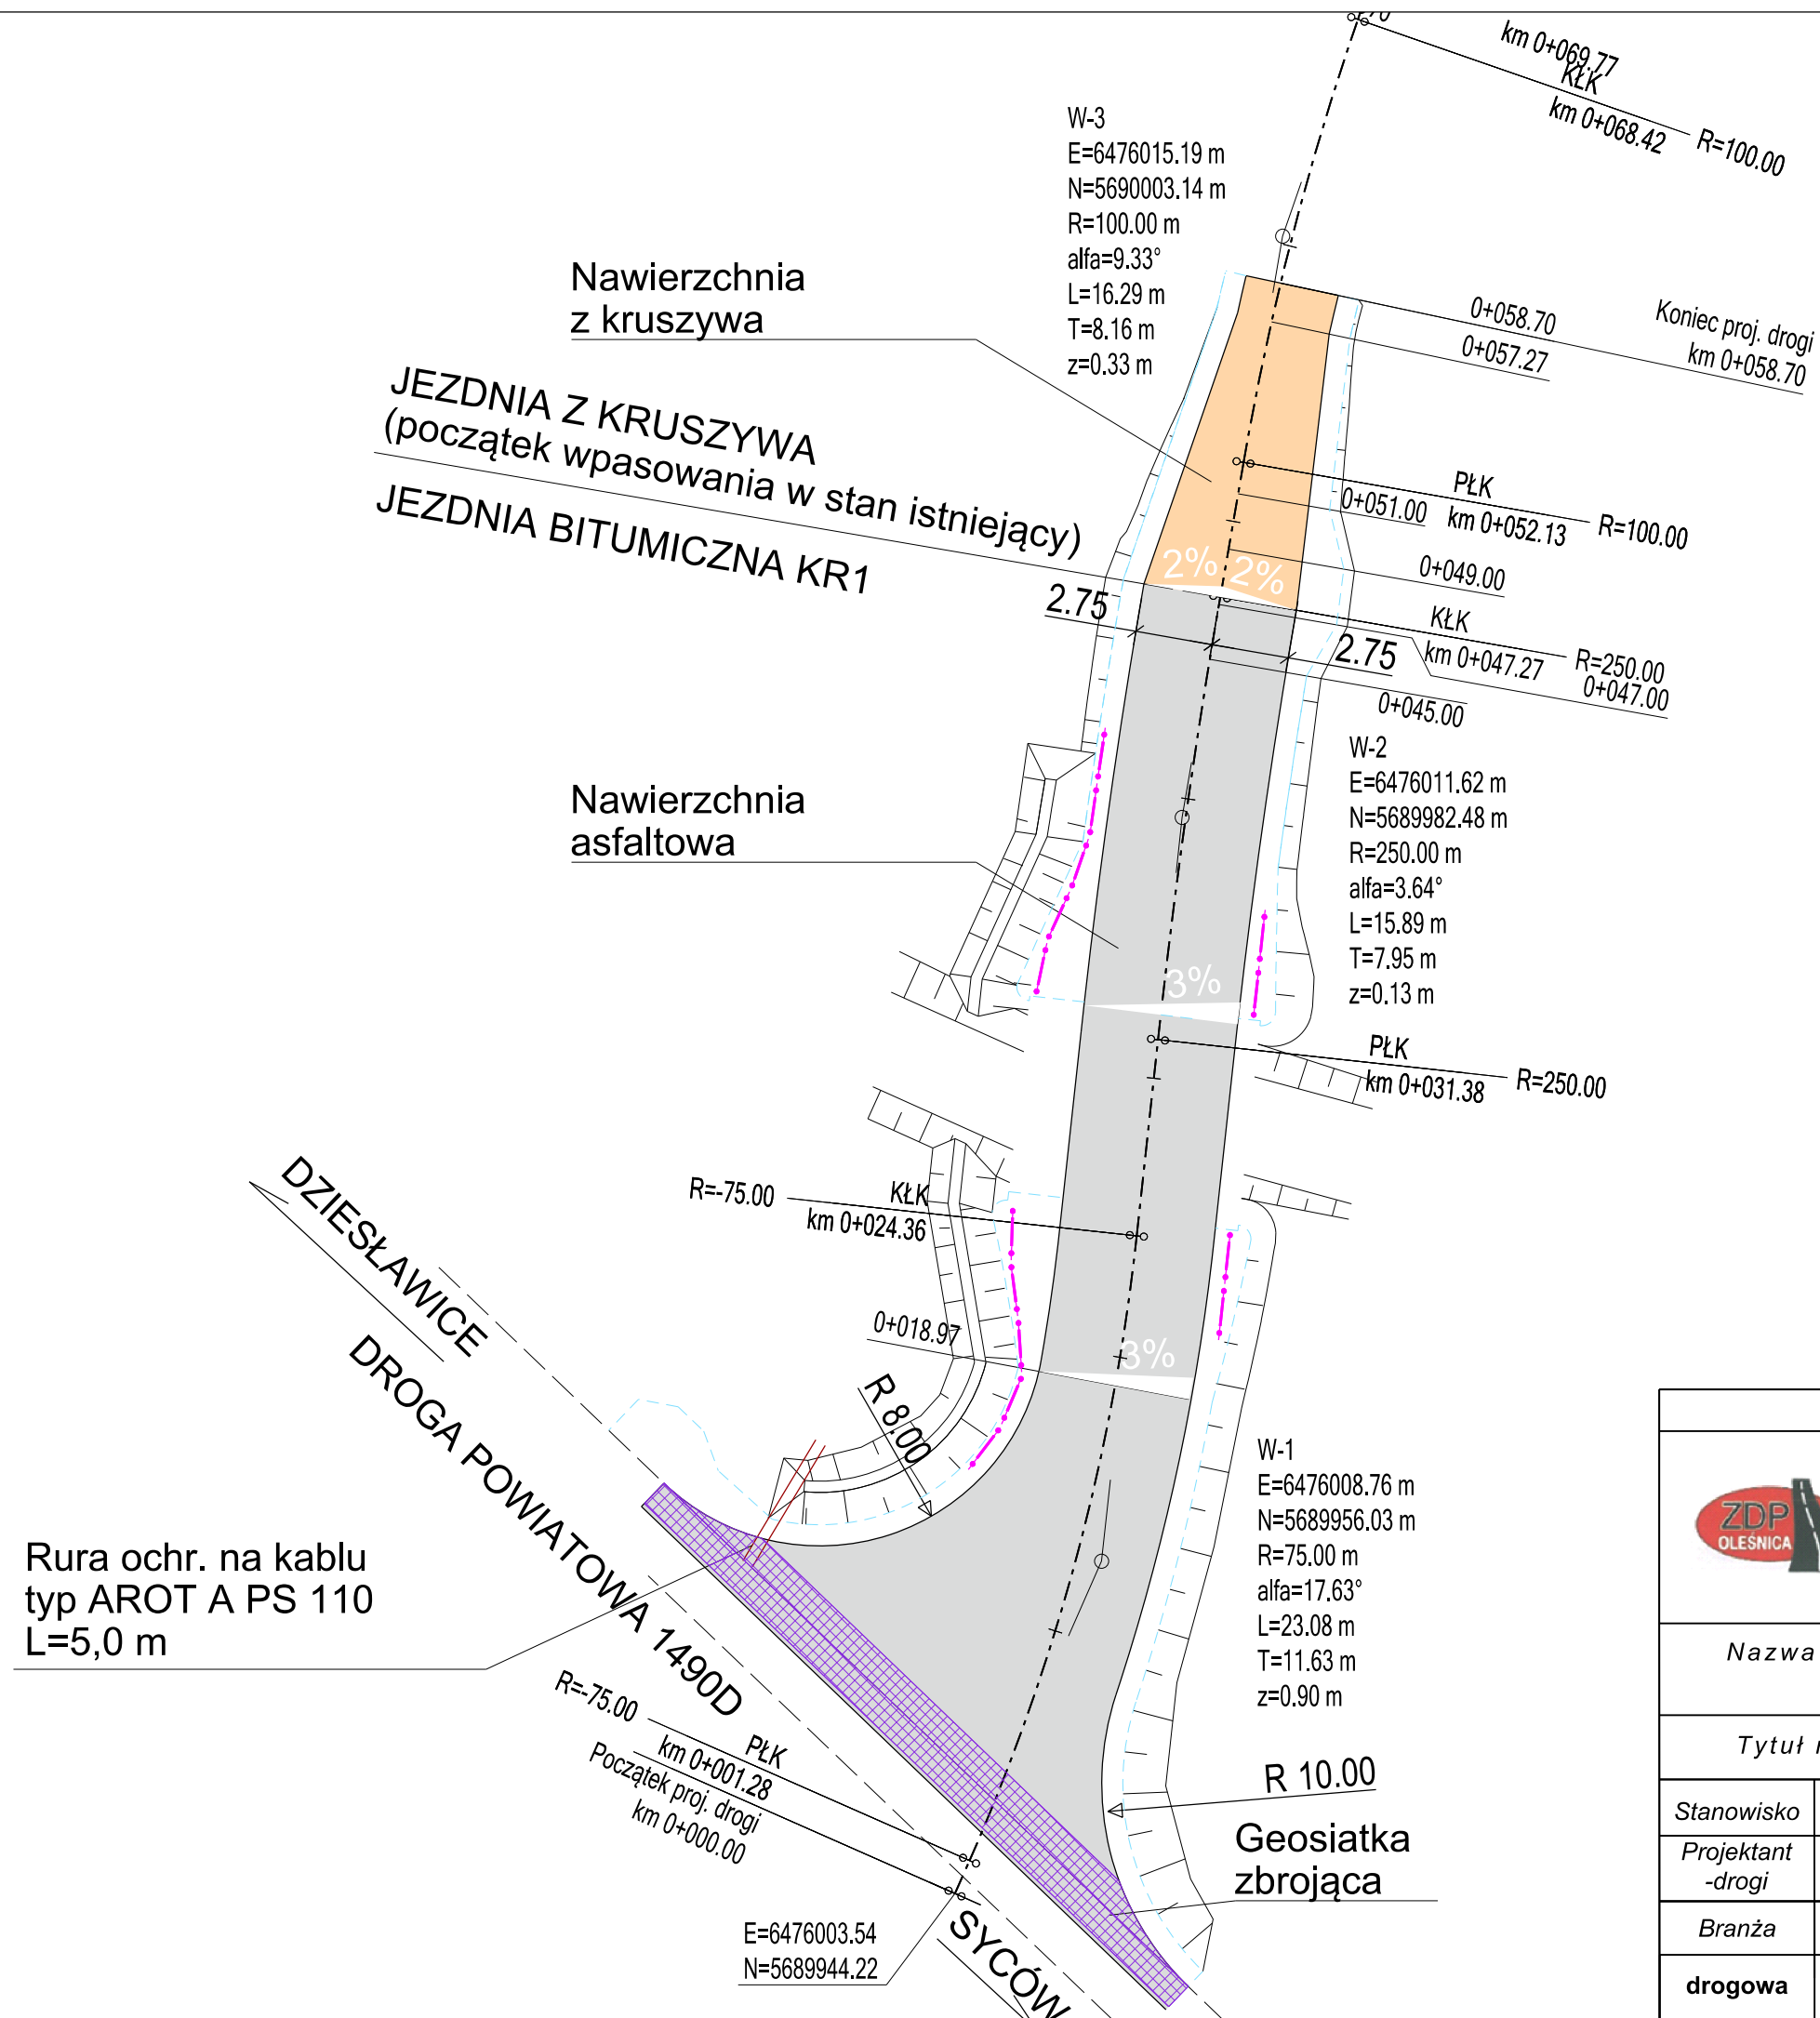 km 0+069.77
KŁK
km 0+068.42
R=100.00
W-3
E=6476015.19 m
N=5690003.14 m
R=100.00 m
alfa=9.33°
L=16.29 m
T=8.16 m
z=0.33 m
Nawierzchnia
z kruszywa
0+058.70
0+057.27
Koniec proj. drogi
km 0+058.70
JEZDNIA Z KRUSZYWA
(początek wpasowania w stan istniejący)
JEZDNIA BITUMICZNA KR1
PŁK
0+051.00
km 0+052.13
R=100.00
2% 2%
0+049.00
2.75
KŁK
2.75
km 0+047.27
R=250.00
0+047.00
0+045.00
W-2
E=6476011.62 m
N=5689982.48 m
R=250.00 m
alfa=3.64°
L=15.89 m
T=7.95 m
z=0.13 m
Nawierzchnia
asfaltowa
3%
PŁK
km 0+031.38
R=250.00
R=-75.00
KŁK
km 0+024.36
DZIESŁAWICE
0+018.97
3%
R 8.00
DROGA POWIATOWA 1490D
W-1
E=6476008.76 m
N=5689956.03 m
R=75.00 m
alfa=17.63°
L=23.08 m
T=11.63 m
z=0.90 m
Rura ochr. na kablu
typ AROT A PS 110
L=5,0 m
R=-75.00
PŁK
km 0+001.28
Początek proj. drogi
km 0+000.00
R 10.00
Geosiatka
zbrojąca
E=6476003.54
N=5689944.22
SYCÓW
ZDP
OLEŚNICA
Nazwa
Tytuł
Stanowisko
Projektant
-drogi
Branża
drogowa